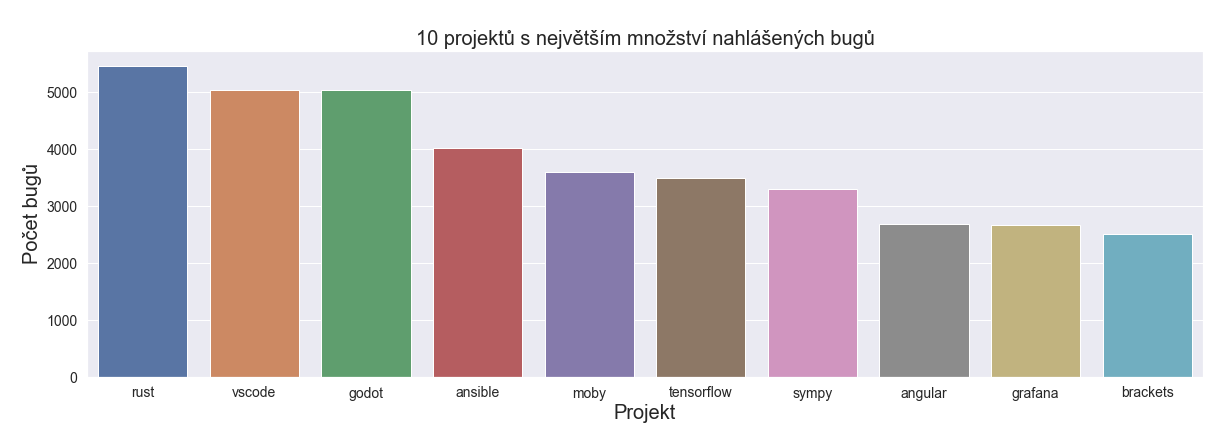 10 projektů s největším množství nahlášených bugů
Počet bugů
5000
4000
3000
2000
1000
0
rust vscode godot ansible moby tensorflow sympy angular grafana brackets
Projekt